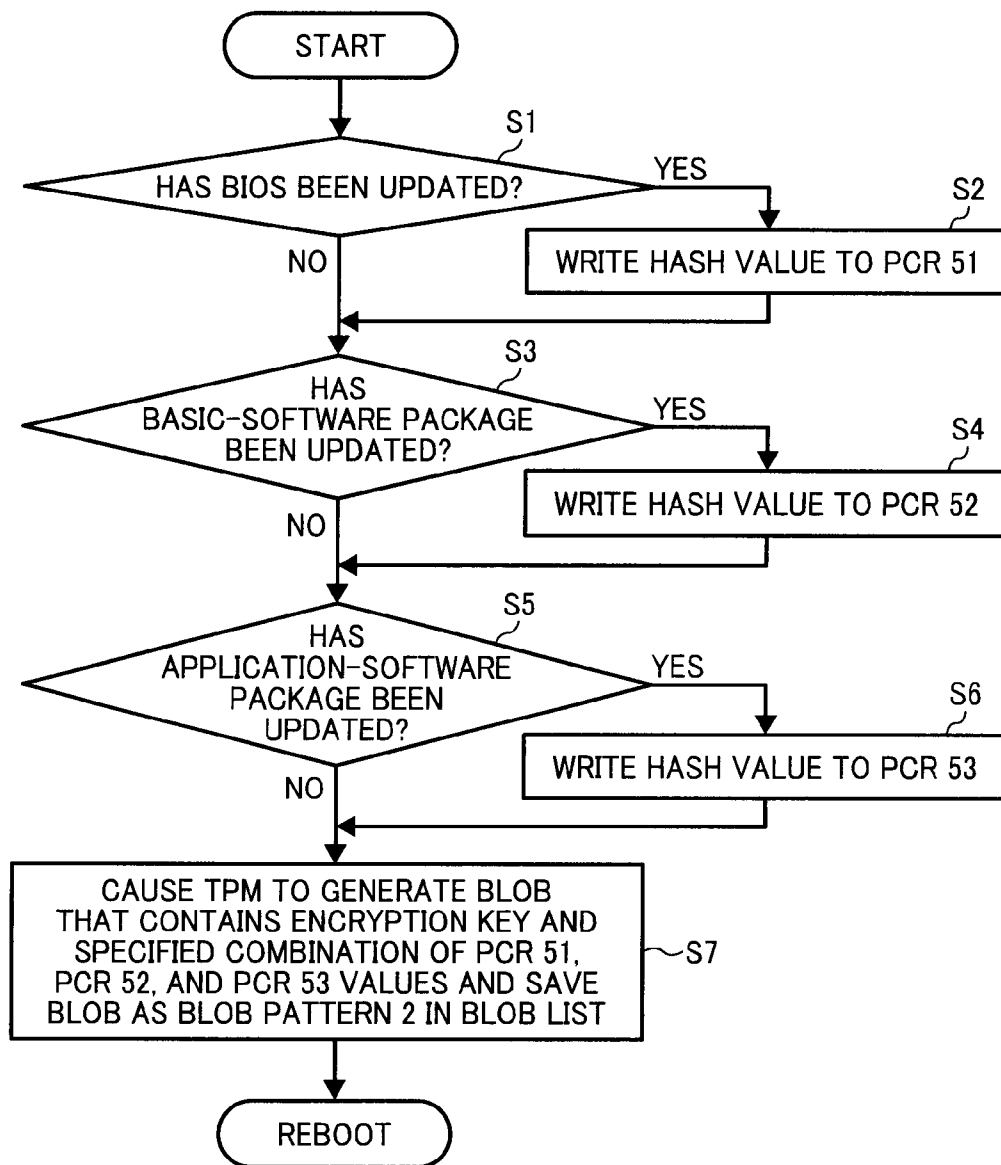 START
S1
HAS BIOS BEEN UPDATED?
YES
S2
NO
WRITE HASH VALUE TO PCR 51
S3
HAS
BASIC-SOFTWARE PACKAGE
BEEN UPDATED?
YES
S4
NO
WRITE HASH VALUE TO PCR 52
S5
HAS
APPLICATION-SOFTWARE
PACKAGE BEEN
UPDATED?
YES
S6
NO
WRITE HASH VALUE TO PCR 53
CAUSE TPM TO GENERATE BLOB
THAT CONTAINS ENCRYPTION KEY AND
SPECIFIED COMBINATION OF PCR 51,
PCR 52, AND PCR 53 VALUES AND SAVE
BLOB AS BLOB PATTERN 2 IN BLOB LIST
S7
REBOOT